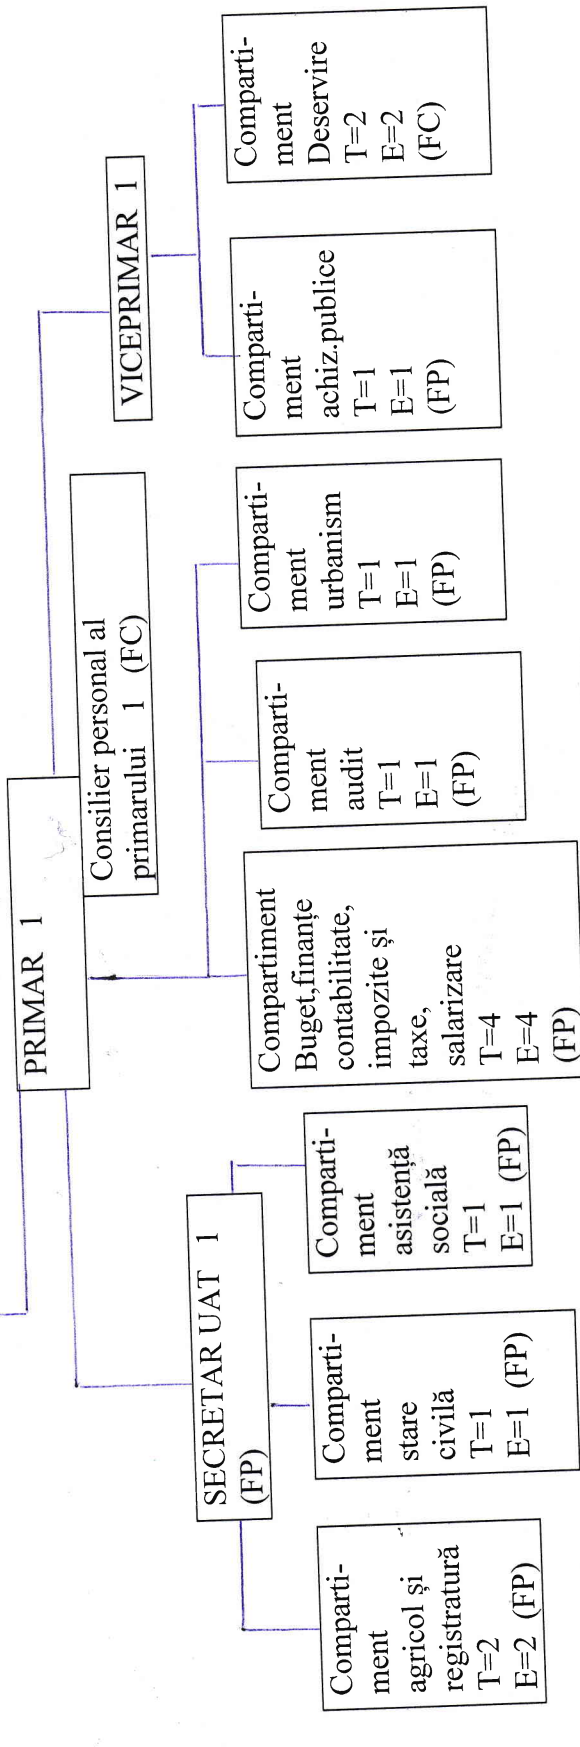 PRIMAR 1
Consilier personal al
primarului 1 (FC)
VICEPRIMAR 1
SECRETAR UAT 1
(FP)
Comparti-
ment
agricol și
registratură
T=2
E=2 (FP)
Comparti-
ment
stare
civilă
T=1
E=1 (FP)
Comparti-
ment
asistență
socială
T=1
E=1 (FP)
Compartiment
Buget,finanțe
contabilitate,
impozite și
taxe,
salarizare
T=4
E=4
(FP)
Comparti-
ment
audit
T=1
E=1
(FP)
Comparti-
ment
urbanism
T=1
E=1
(FP)
Comparti-
ment
achiz.publice
T=1
E=1
(FP)
Comparti-
ment
Deservire
T=2
E=2
(FC)